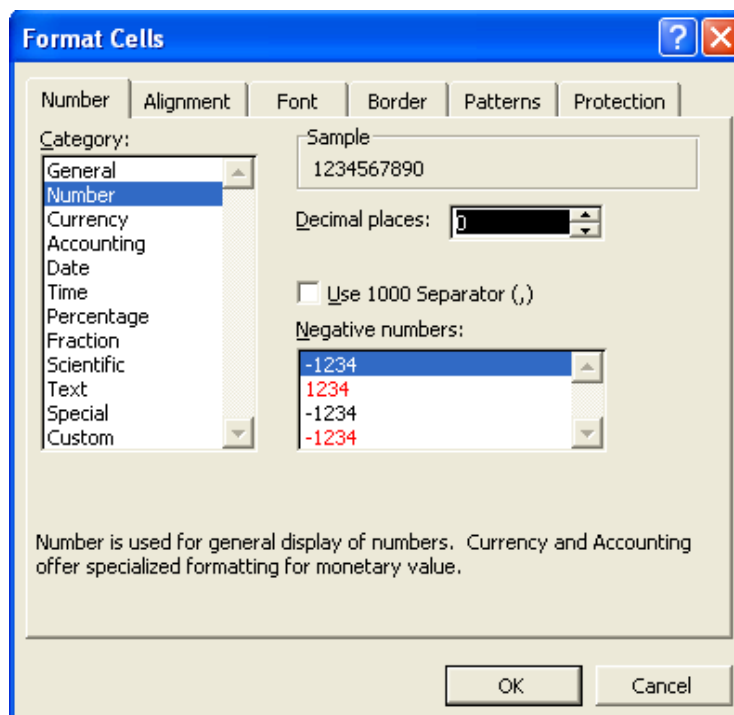 Format Cells
Number Alignment Font Border Patterns Protection
Category:
General
Number
Currency
Accounting
Date
Time
Percentage
Fraction
Scientific
Text
Special
Custom
Sample
1234567890
Decimal places: 0
Use 1000 Separator (,)
Negative numbers:
-1234
1234
-1234
-1234
Number is used for general display of numbers. Currency and Accounting
offer specialized formatting for monetary value.
OK Cancel